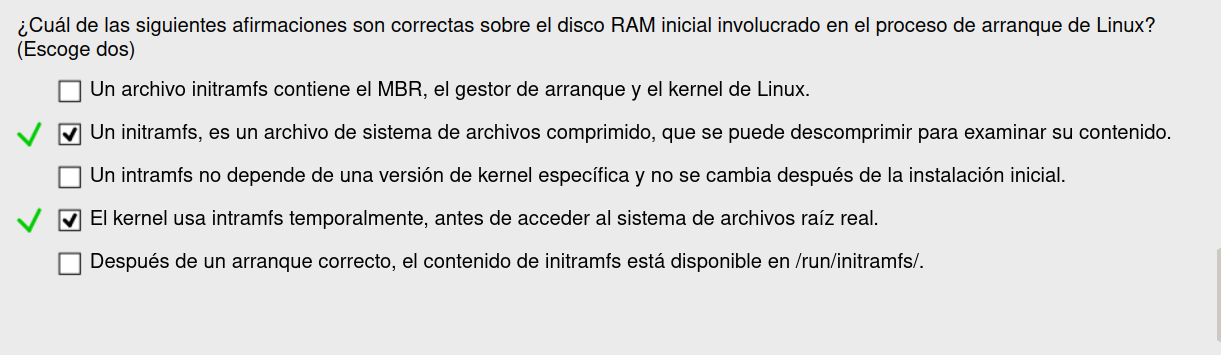 ¿Cuál de las siguientes afirmaciones son correctas sobre el disco RAM inicial involucrado en el proceso de arranque de Linux?
(Escoge dos)
Un archivo initramfs contiene el MBR, el gestor de arranque y el kernel de Linux.
Un initramfs, es un archivo de sistema de archivos comprimido, que se puede descomprimir para examinar su contenido.
Un intramfs no depende de una versión de kernel específica y no se cambia después de la instalación inicial.
El kernel usa intramfs temporalmente, antes de acceder al sistema de archivos raíz real.
Después de un arranque correcto, el contenido de initramfs está disponible en /run/initramfs/.